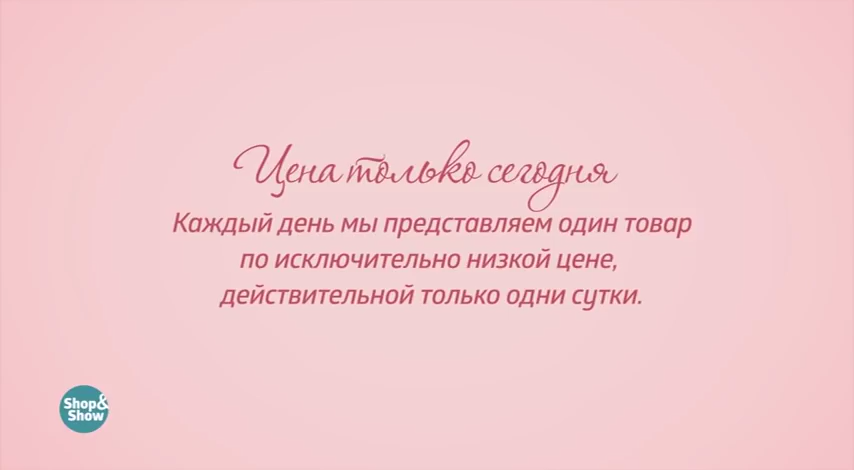 Цена только сегодня
Каждый день мы представляем один товар
по исключительно низкой цене,
действительной только одни сутки.
Shop&
Show